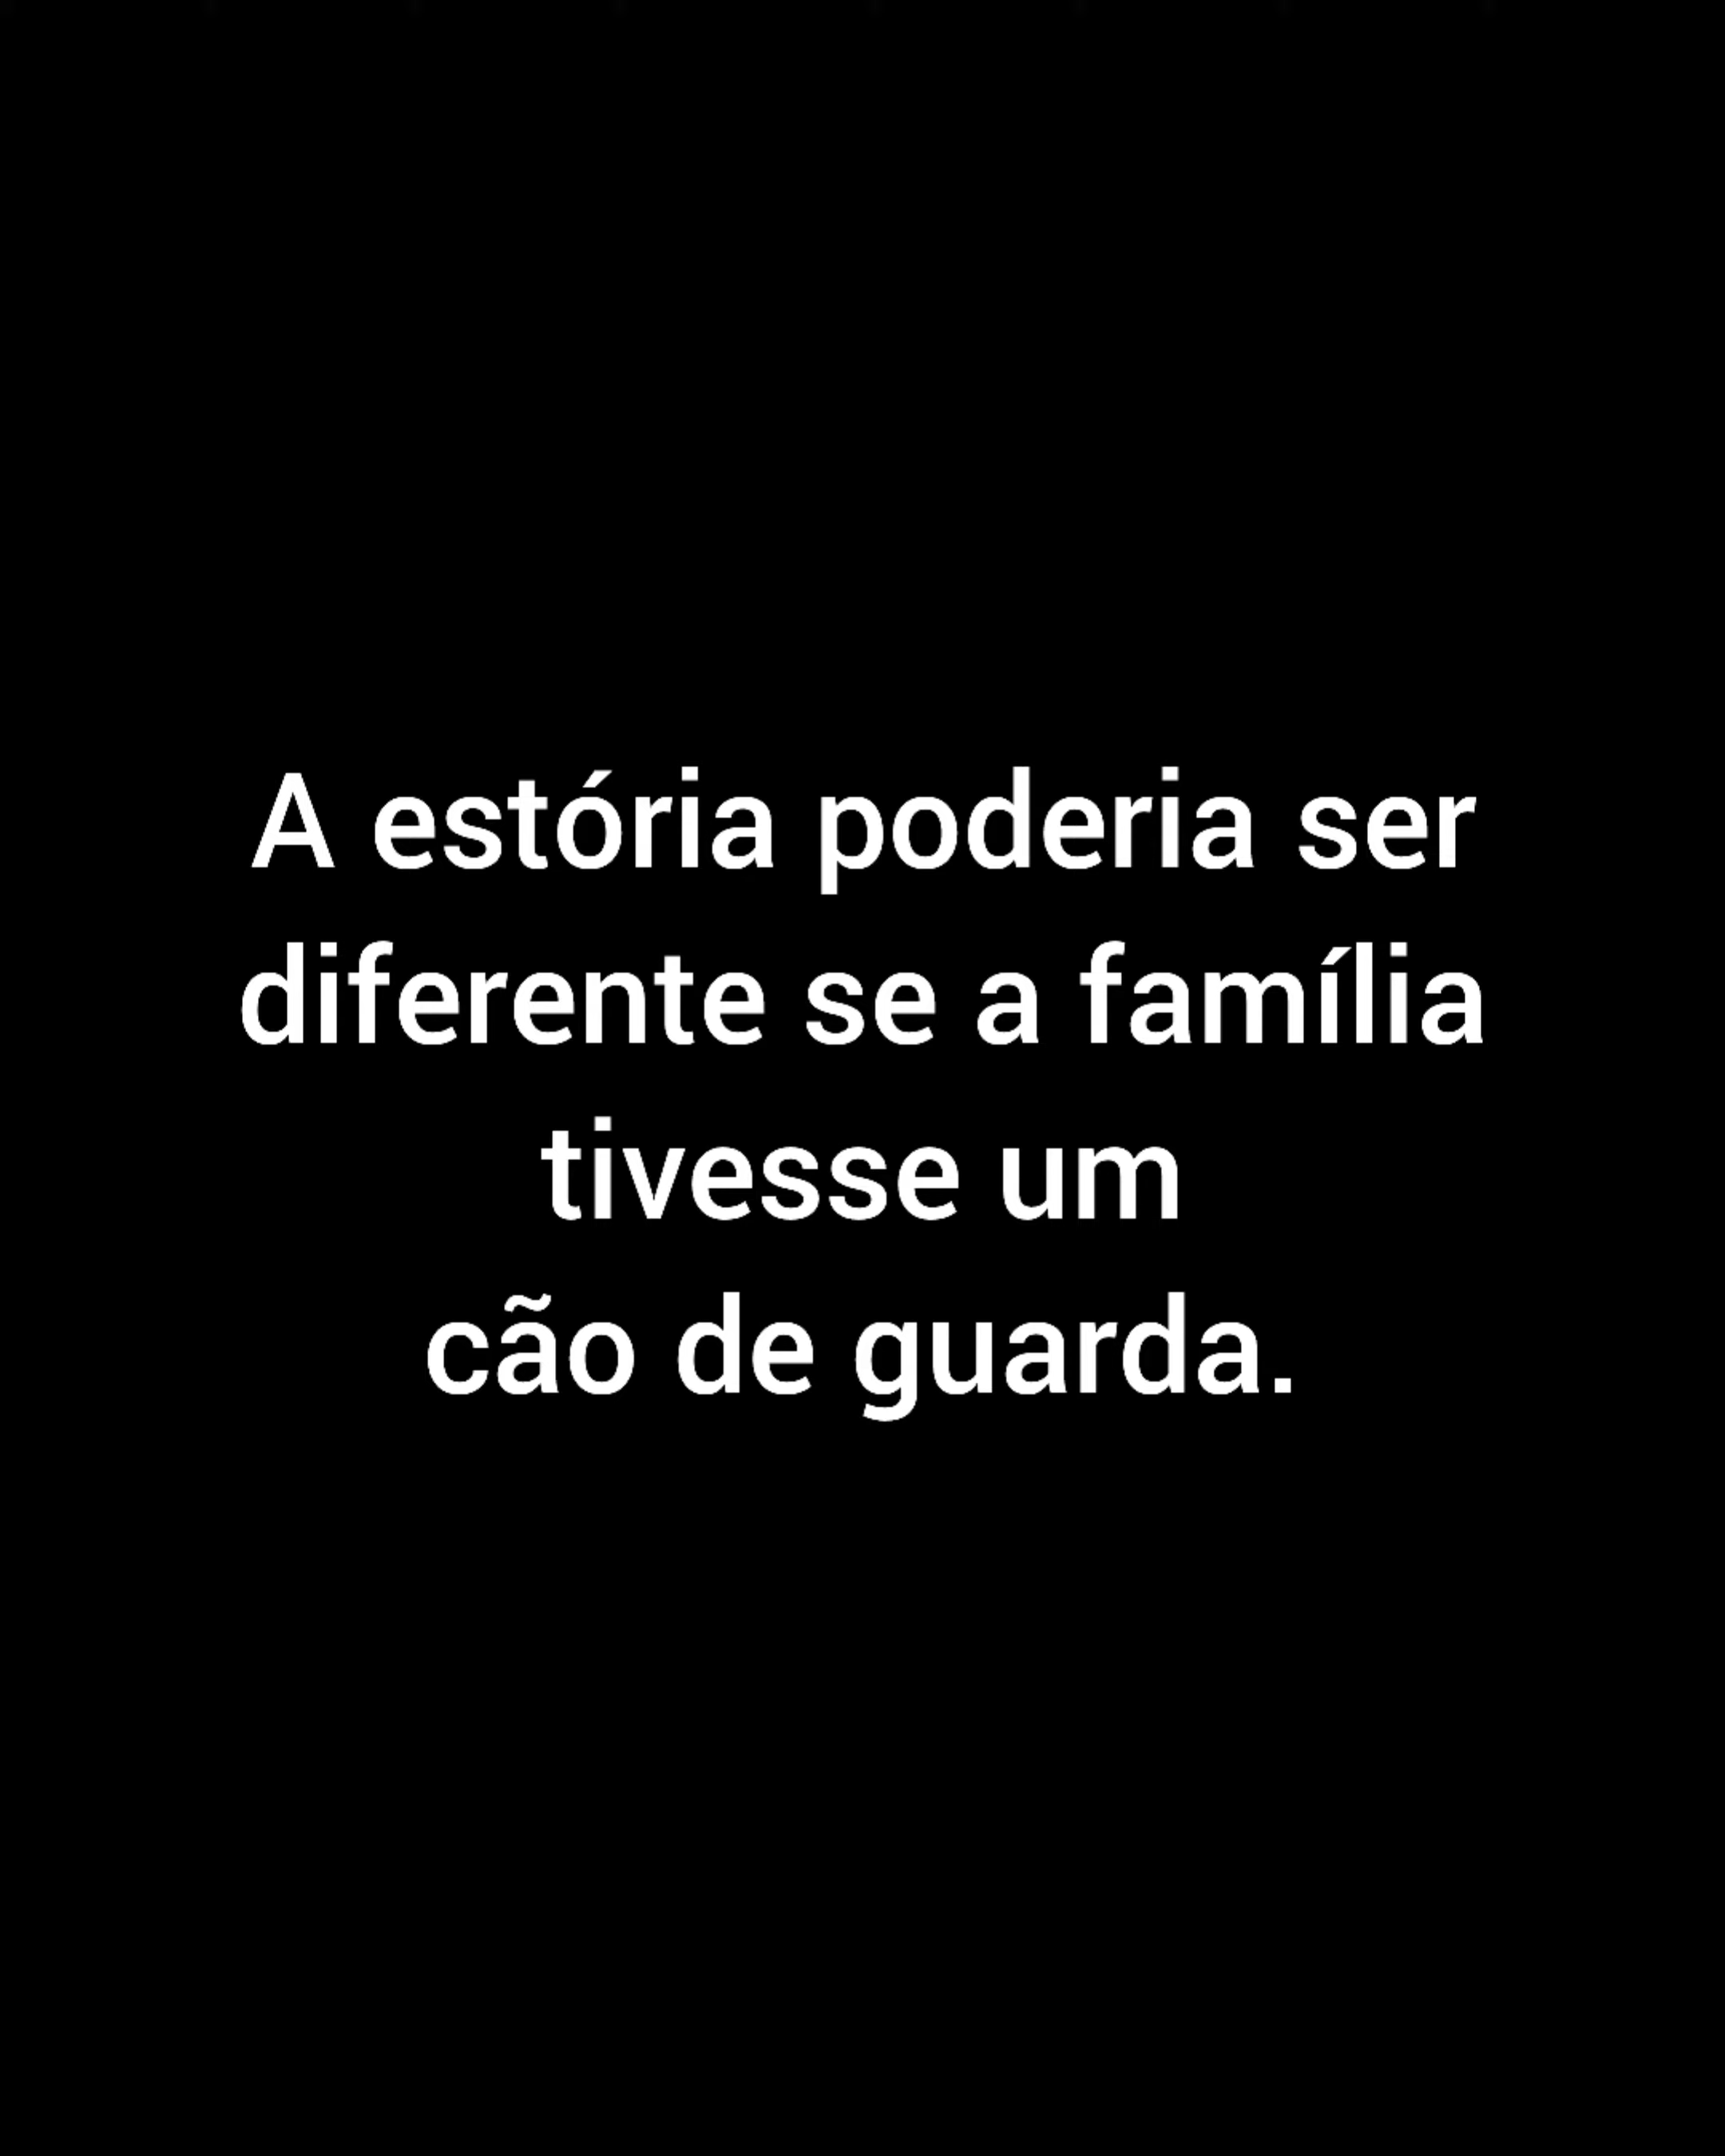 A estória poderia ser
diferente se a família
tivesse um
cão de guarda.